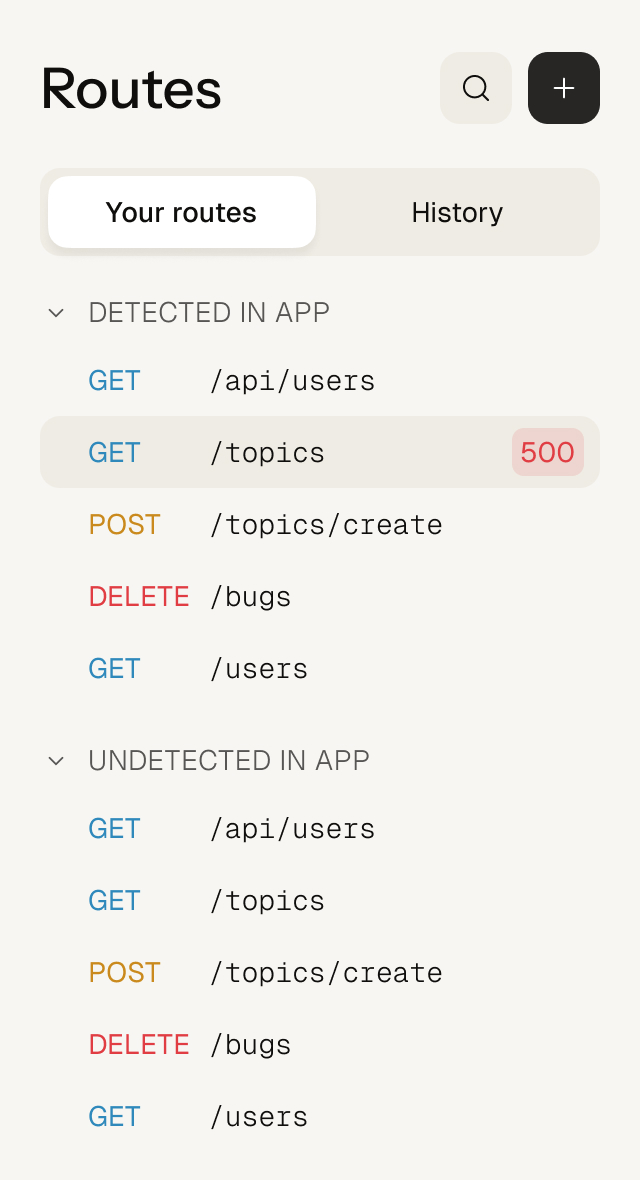 Routes
Your routes History
DETECTED IN APP
GET /api/users
GET /topics 500
POST /topics/create
DELETE /bugs
GET /users
UNDETECTED IN APP
GET /api/users
GET /topics
POST /topics/create
DELETE /bugs
GET /users